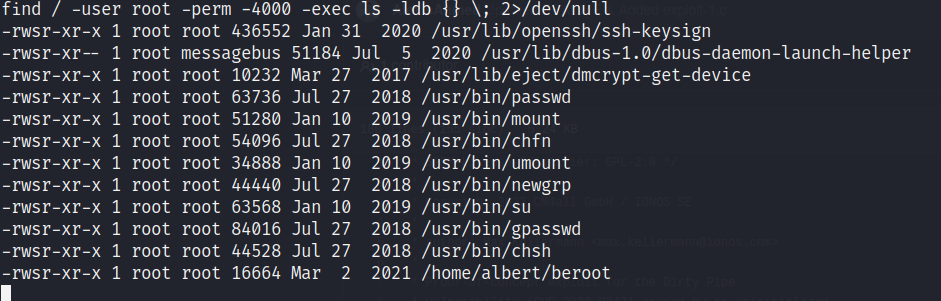 find / -user root -perm -4000 -exec ls -ldb {} \; 2>/dev/null
-rwsr-xr-x 1 root root 436552 Jan 31  2020 /usr/lib/openssh/ssh-keysign
-rwsr-xr-- 1 root messagebus 51184 Jul  5  2020 /usr/lib/dbus-1.0/dbus-daemon-launch-helper
-rwsr-xr-x 1 root root 10232 Mar 27  2017 /usr/lib/eject/dmcrypt-get-device
-rwsr-xr-x 1 root root 63736 Jul 27  2018 /usr/bin/passwd
-rwsr-xr-x 1 root root 51280 Jan 10  2019 /usr/bin/mount
-rwsr-xr-x 1 root root 54096 Jul 27  2018 /usr/bin/chfn
-rwsr-xr-x 1 root root 34888 Jan 10  2019 /usr/bin/umount
-rwsr-xr-x 1 root root 44440 Jul 27  2018 /usr/bin/newgrp
-rwsr-xr-x 1 root root 63568 Jan 10  2019 /usr/bin/su
-rwsr-xr-x 1 root root 84016 Jul 27  2018 /usr/bin/gpasswd
-rwsr-xr-x 1 root root 44528 Jul 27  2018 /usr/bin/chsh
-rwsr-xr-x 1 root root 16664 Mar  2  2021 /home/albert/beroot